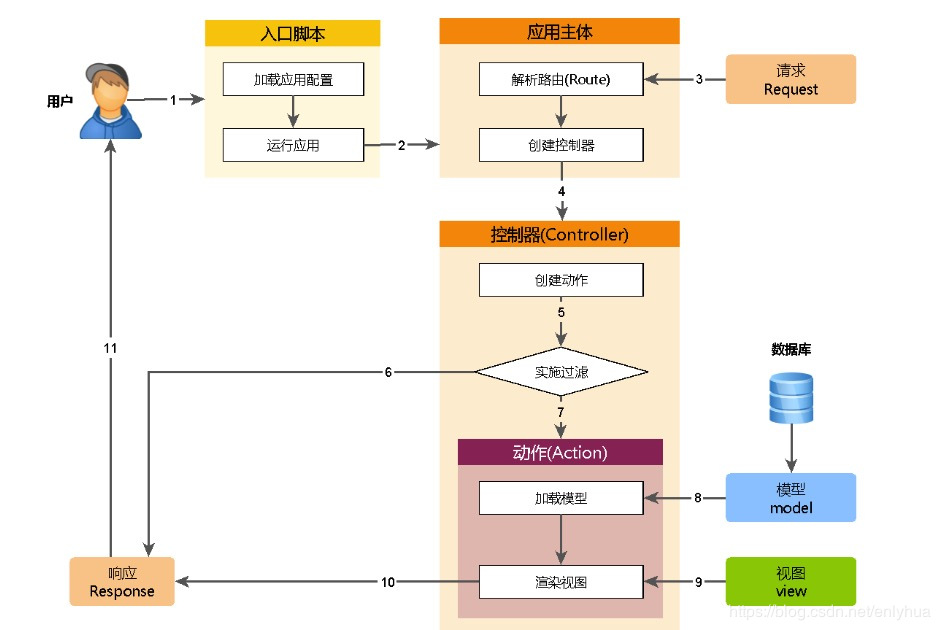 入口脚本
应用主体
加载应用配置
解析路由(Route)
3
请求
Request
用户
1
运行应用
2
创建控制器
4
控制器(Controller)
创建动作
5
11
数据库
6
实施过滤
7
动作(Action)
加载模型
8
模型
model
响应
Response
10
渲染视图
9
视图
view
https://blog.csdn.net/enlyhua